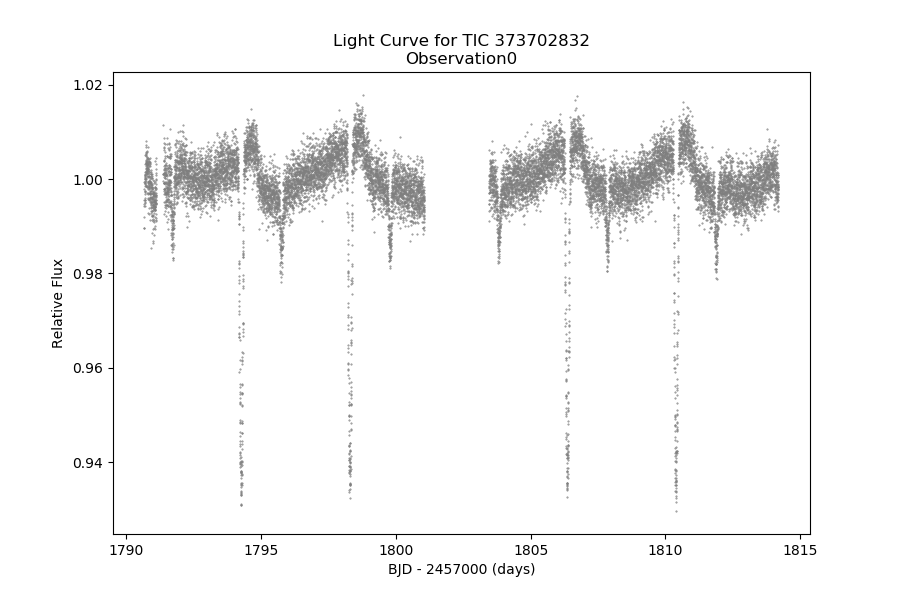 Light Curve for TIC 373702832
Observation0
1.02
1.00
0.98
0.96
0.94
Relative Flux
1790
1795
1800
1805
1810
1815
BJD - 2457000 (days)